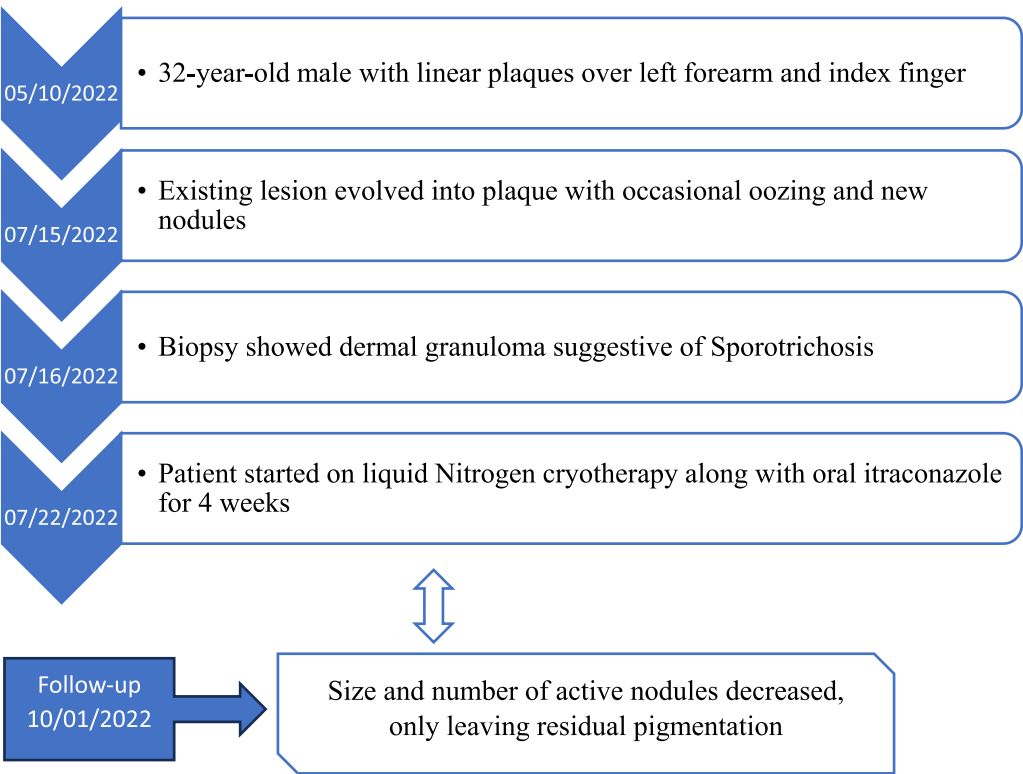 05/10/2022
• 32-year-old male with linear plaques over left forearm and index finger
07/15/2022
• Existing lesion evolved into plaque with occasional oozing and new
nodules
07/16/2022
• Biopsy showed dermal granuloma suggestive of Sporotrichosis
07/22/2022
• Patient started on liquid Nitrogen cryotherapy along with oral itraconazole
for 4 weeks
Follow-up
10/01/2022
Size and number of active nodules decreased,
only leaving residual pigmentation